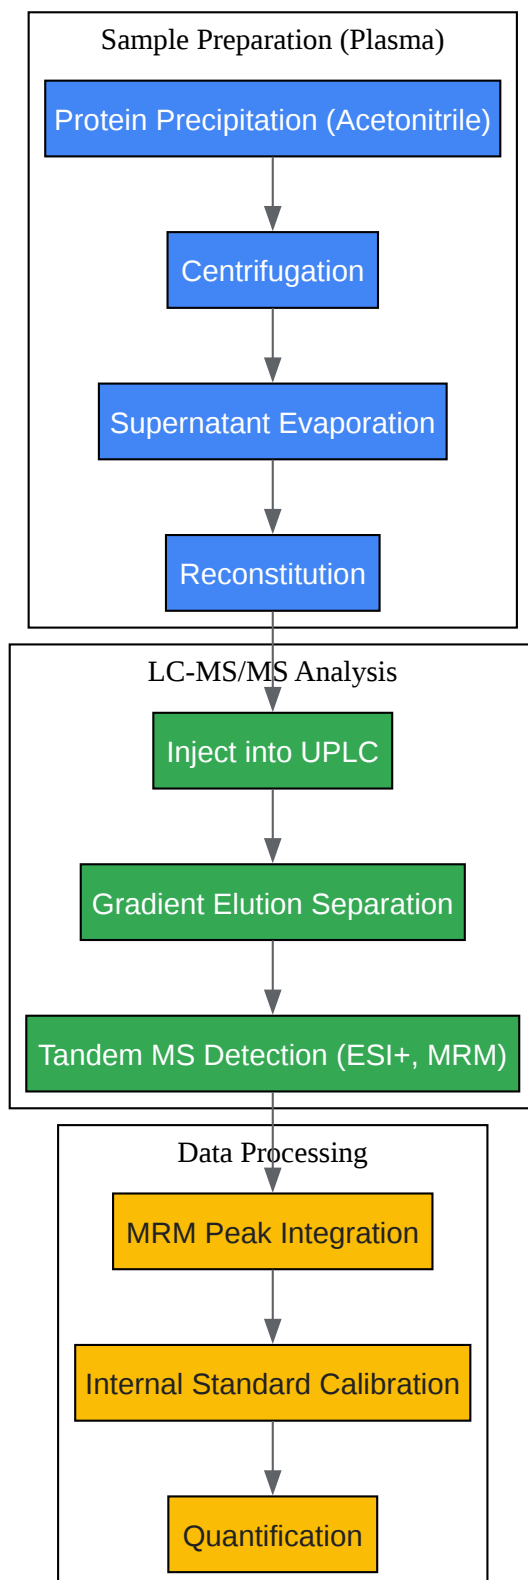 Sample Preparation (Plasma)
Protein Precipitation (Acetonitrile)
Centrifugation
Supernatant Evaporation
Reconstitution
LC-MS/MS Analysis
Inject into UPLC
Gradient Elution Separation
Tandem MS Detection (ESI+, MRM)
Data Processing
MRM Peak Integration
Internal Standard Calibration
Quantification